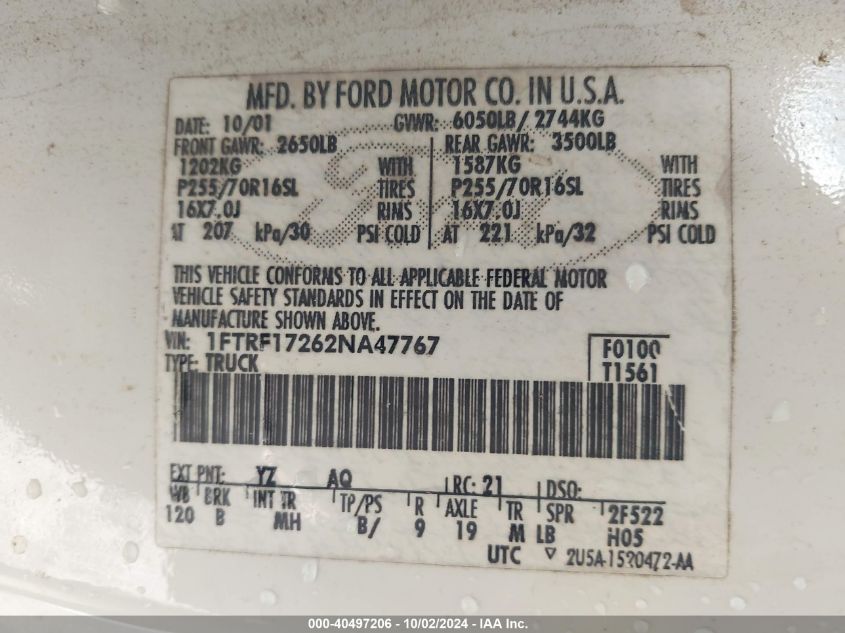 MFD. BY FORD MOTOR CO. IN U.S.A.
DATE: 10/01 GVWR: 6050LB/ 2744KG
FRONT GAWR: 2650LB REAR GAWR: 3500LB
1202KG WITH 1587KG WITH
P255/70R16SL TIRES P255/70R16SL TIRES
16X7.0J RIMS 16X7.0J RIMS
AT 207 kPa/30 PSI COLD AT 221 kPa/32 PSI COLD
THIS VEHICLE CONFORMS TO ALL APPLICABLE FEDERAL MOTOR
VEHICLE SAFETY STANDARDS IN EFFECT ON THE DATE OF
MANUFACTURE SHOWN ABOVE.
VIN: 1FTRF17262NA47767 F0100
TYPE: TRUCK T1561
EXT PNT: YZ AQ RC: 21 DSO:
WB BRK INT TR TP/PS R AXLE TR SPR 2F522
120 B MH B/ 9 19 M LB H05
UTC ▽ 2U5A-1520472-AA
000-40497206 - 10/02/2024 - IAA Inc.